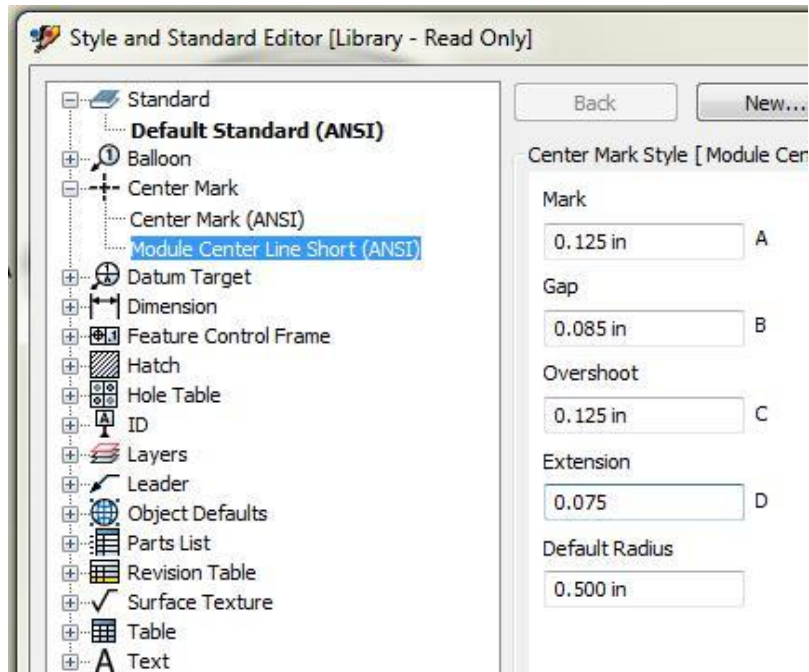 Style and Standard Editor [Library - Read Only]
Standard
Default Standard (ANSI)
Balloon
Center Mark
Center Mark (ANSI)
Module Center Line Short (ANSI)
Datum Target
Dimension
Feature Control Frame
Hatch
Hole Table
ID
Layers
Leader
Object Defaults
Parts List
Revision Table
Surface Texture
Table
Text
Back
New...
Center Mark Style [ Module Cen
Mark
0.125 in A
Gap
0.085 in B
Overshoot
0.125 in C
Extension
0.075 D
Default Radius
0.500 in